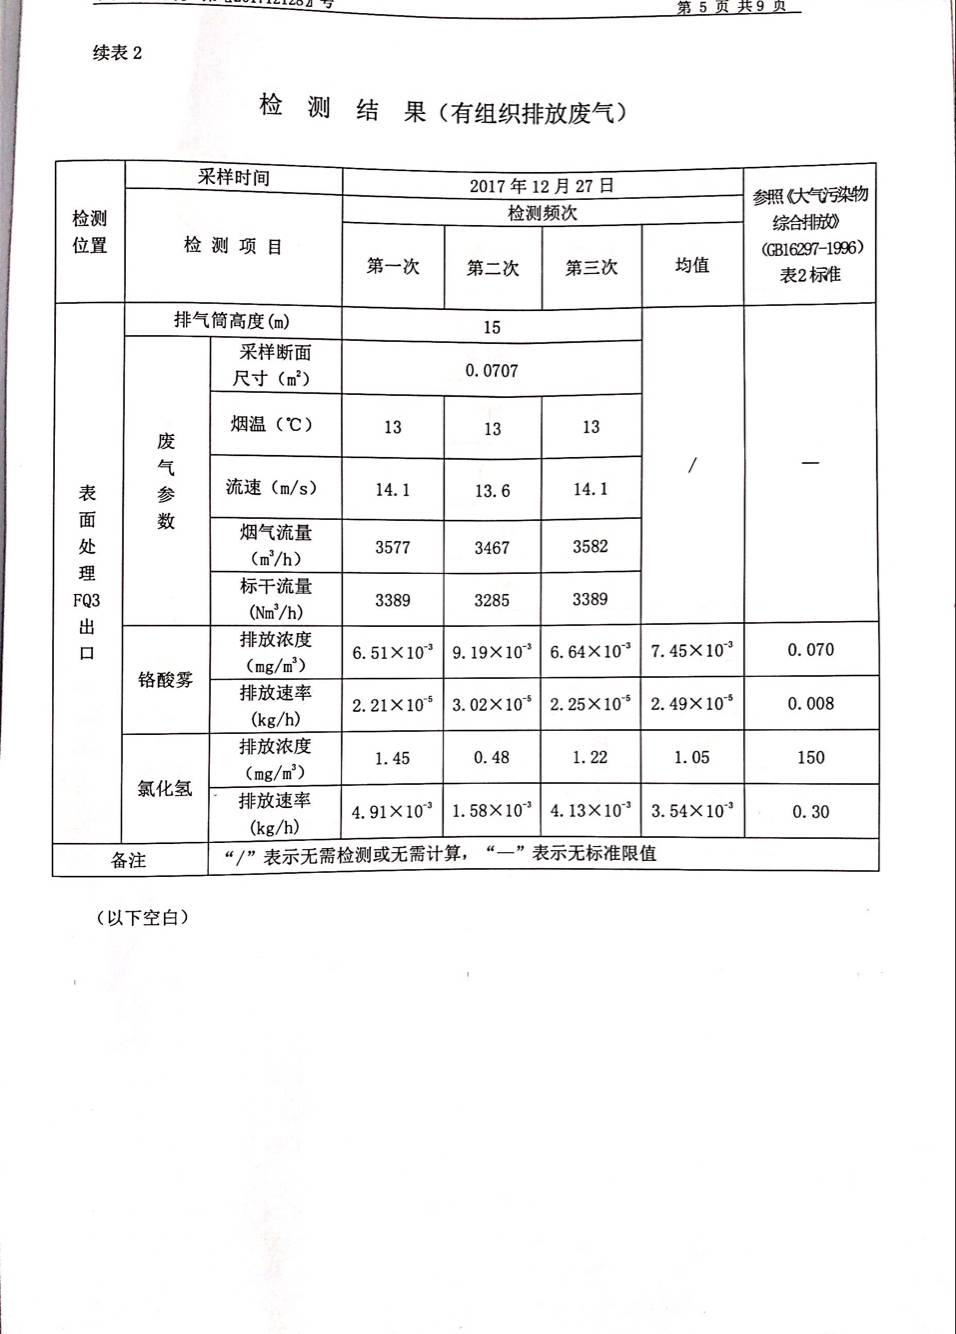 第 5 页 共9 页
续表 2
检 测 结 果（有组织排放废气）
检测位置 采样时间 2017 年 12 月 27 日 参照《大气污染物综合排放》（GB16297-1996）表2标准
检 测 项 目 检测频次
第一次 第二次 第三次 均值
表面处理FQ3出口 排气筒高度(m) 15 / —
废气参数 采样断面尺寸（m²） 0.0707
烟温（℃） 13 13 13
流速（m/s） 14.1 13.6 14.1
烟气流量（m³/h） 3577 3467 3582
标干流量(Nm³/h) 3389 3285 3389
铬酸雾 排放浓度（mg/m³） 6.51×10⁻³ 9.19×10⁻³ 6.64×10⁻³ 7.45×10⁻³ 0.070
排放速率(kg/h) 2.21×10⁻⁵ 3.02×10⁻⁵ 2.25×10⁻⁵ 2.49×10⁻⁵ 0.008
氯化氢 排放浓度（mg/m³） 1.45 0.48 1.22 1.05 150
排放速率(kg/h) 4.91×10⁻³ 1.58×10⁻³ 4.13×10⁻³ 3.54×10⁻³ 0.30
备注 “/”表示无需检测或无需计算，“—”表示无标准限值
（以下空白）